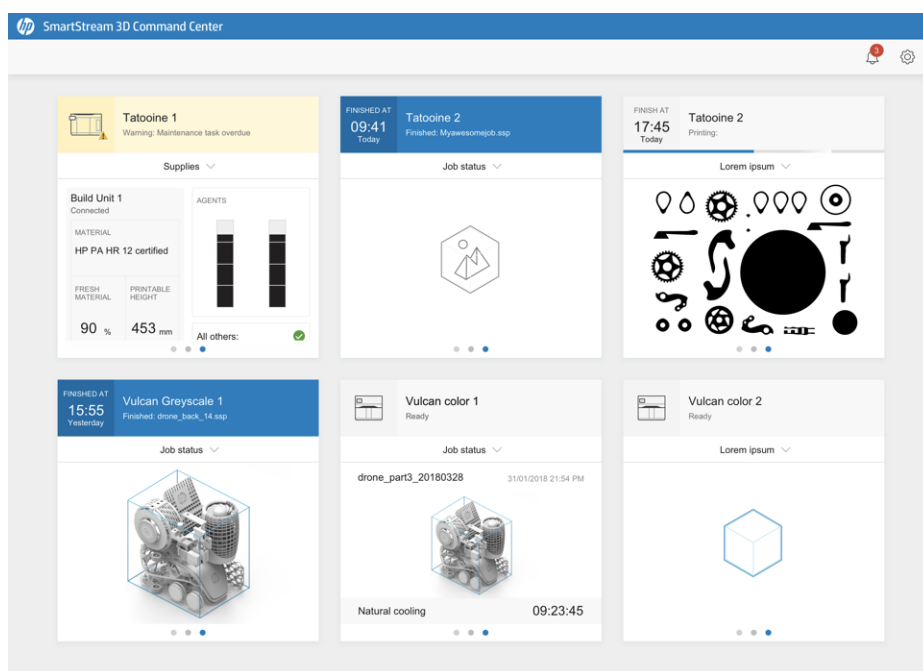 hp SmartStream 3D Command Center
3
Tatooine 1
Warning: Maintenance task overdue
Supplies
Build Unit 1
Connected
MATERIAL
HP PA HR 12 certified
FRESH
MATERIAL
90 %
PRINTABLE
HEIGHT
453 mm
AGENTS
All others:
FINISHED AT
09:41
Today
Tatooine 2
Finished: Myawesomejob.ssp
Job status
FINISH AT
17:45
Today
Tatooine 2
Printing:
Lorem ipsum
FINISHED AT
15:55
Yesterday
Vulcan Greyscale 1
Finished: drone_back_14.ssp
Job status
Vulcan color 1
Ready
Job status
drone_part3_20180328
31/01/2018 21:54 PM
Natural cooling
09:23:45
Vulcan color 2
Ready
Lorem ipsum